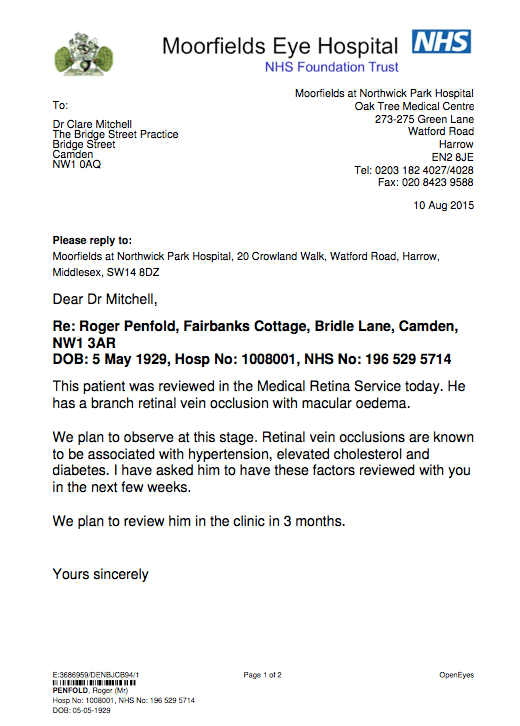 Moorfields Eye Hospital NHS
NHS Foundation Trust
Moorfields at Northwick Park Hospital
Oak Tree Medical Centre
273-275 Green Lane
Watford Road
Harrow
EN2 8JE
Tel: 0203 182 4027/4028
Fax: 020 8423 9588
10 Aug 2015
To:
Dr Clare Mitchell
The Bridge Street Practice
Bridge Street
Camden
NW1 0AQ
Please reply to:
Moorfields at Northwick Park Hospital, 20 Crowland Walk, Watford Road, Harrow,
Middlesex, SW14 8DZ
Dear Dr Mitchell,
Re: Roger Penfold, Fairbanks Cottage, Bridle Lane, Camden,
NW1 3AR
DOB: 5 May 1929, Hosp No: 1008001, NHS No: 196 529 5714
This patient was reviewed in the Medical Retina Service today. He
has a branch retinal vein occlusion with macular oedema.
We plan to observe at this stage. Retinal vein occlusions are known
to be associated with hypertension, elevated cholesterol and
diabetes. I have asked him to have these factors reviewed with you
in the next few weeks.
We plan to review him in the clinic in 3 months.
Yours sincerely
E:3686959/DENBJCB94/1
PENFOLD, Roger (Mr)
Hosp No: 1008001, NHS No: 196 529 5714
DOB: 05-05-1929
Page 1 of 2
OpenEyes